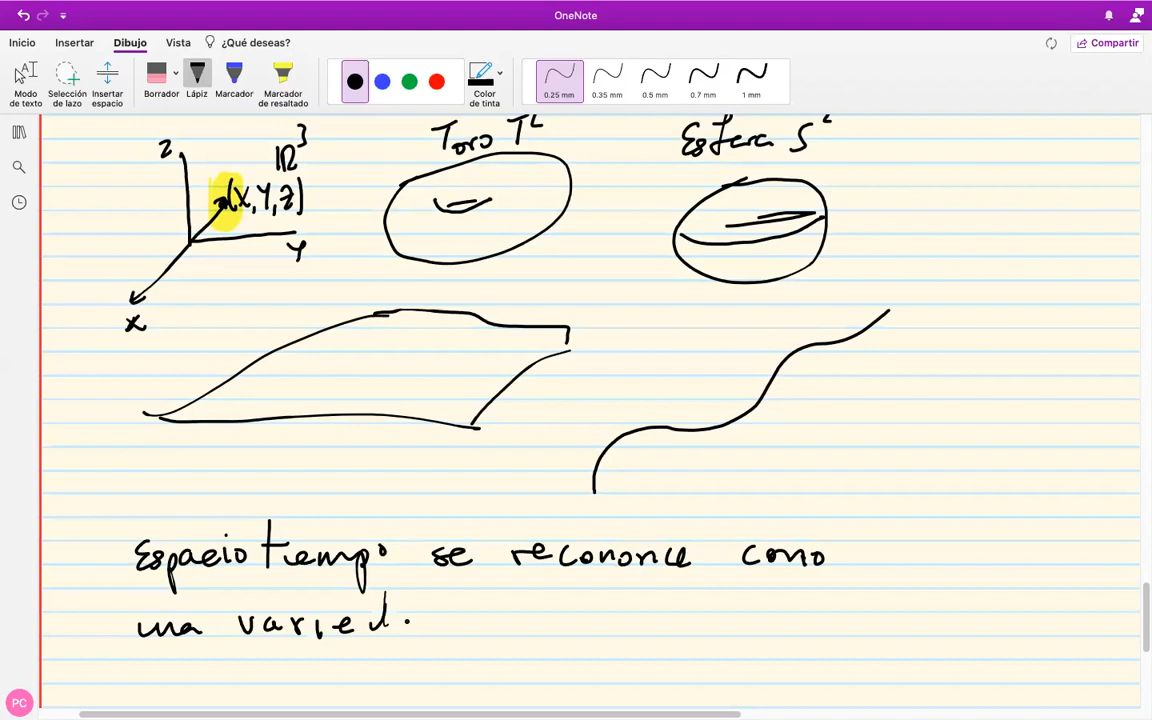 OneNote
Inicio Insertar Dibujo Vista ¿Qué deseas? Compartir
Modo de texto
Selección de lazo
Insertar espacio
Borrador
Lápiz
Marcador
Marcador de resaltado
Color de tinta
0.25 mm 0.35 mm 0.5 mm 0.7 mm 1 mm
Z ℝ³ Toro T² Esfera S²
(X, Y, Z)
Y
X
Espacio tiempo se reconorce como
una varied.
PC